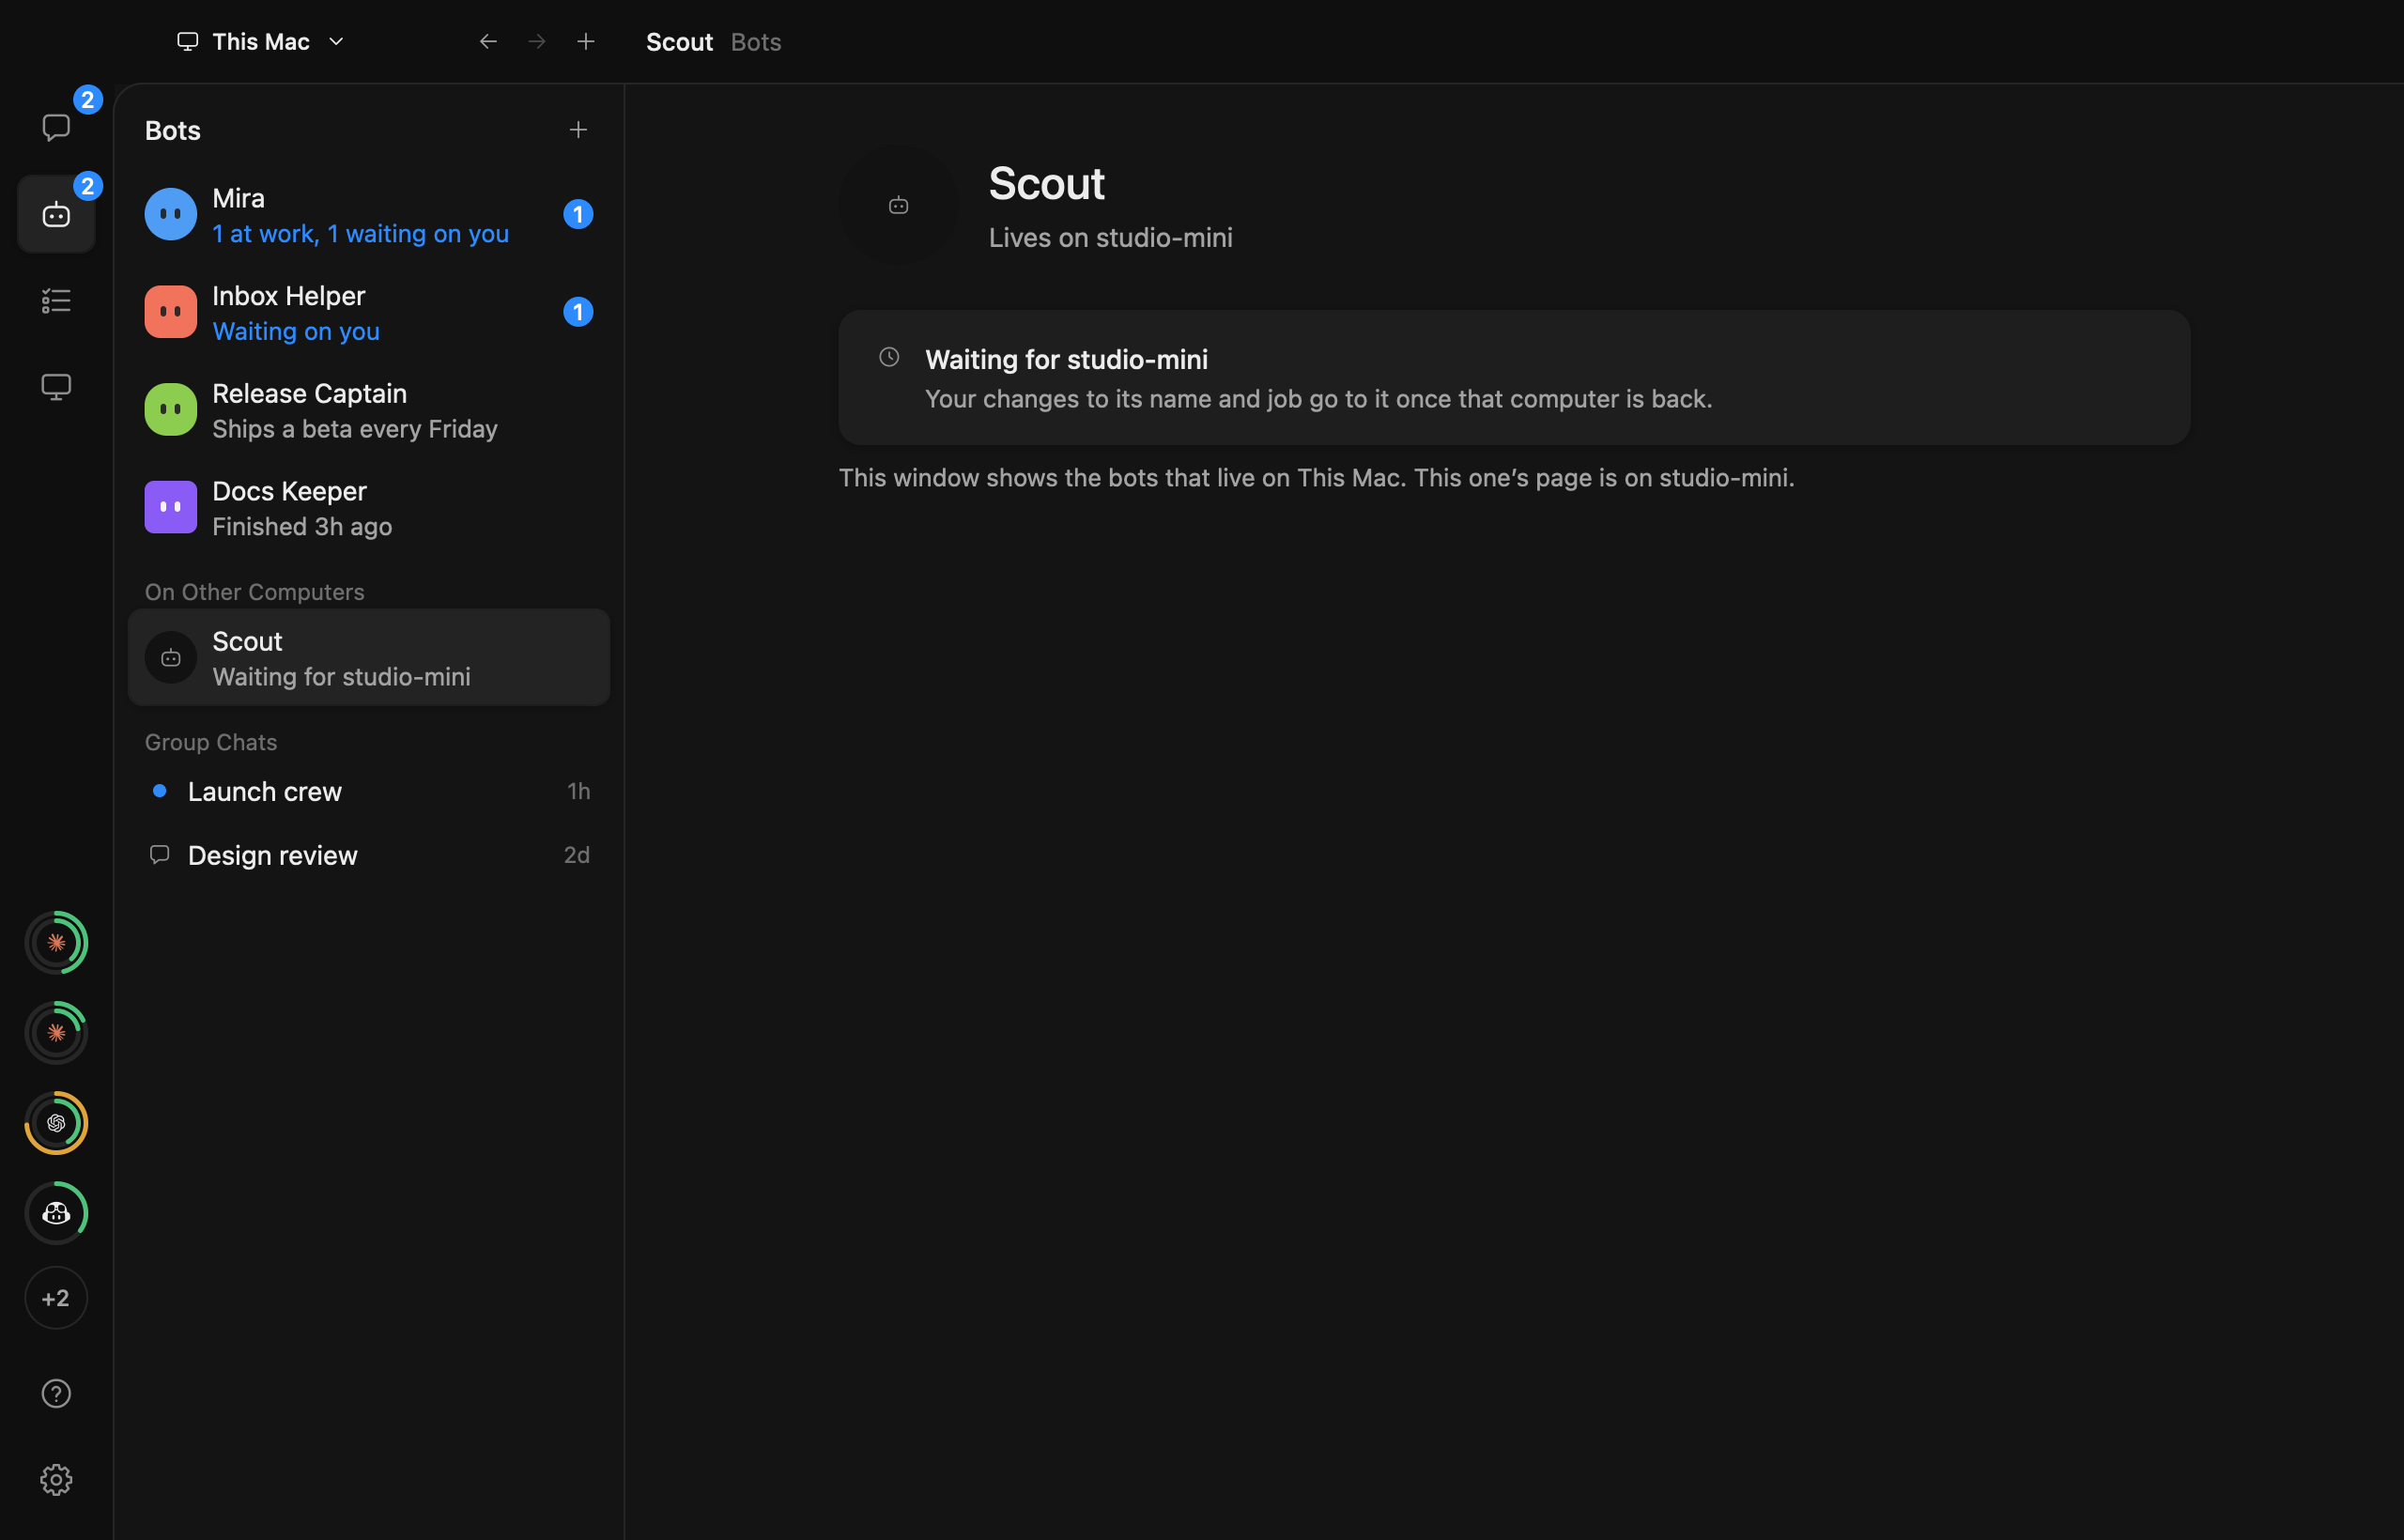 This Mac
Scout Bots
2
2
Bots
Mira
1 at work, 1 waiting on you
1
Inbox Helper
Waiting on you
1
Release Captain
Ships a beta every Friday
Docs Keeper
Finished 3h ago
On Other Computers
Scout
Waiting for studio-mini
Group Chats
Launch crew 1h
Design review 2d
+2
Scout
Lives on studio-mini
Waiting for studio-mini
Your changes to its name and job go to it once that computer is back.
This window shows the bots that live on This Mac. This one’s page is on studio-mini.